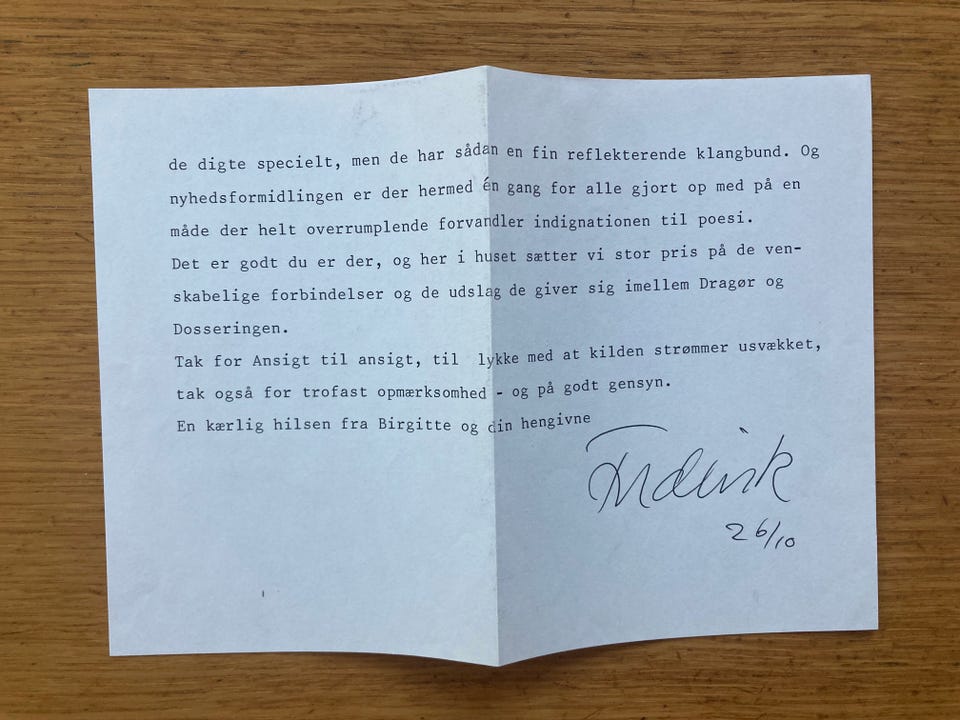 de digte specielt, men de har sådan en fin reflekterende klangbund. Og
nyhedsformidlingen er der hermed én gang for alle gjort op med på en
måde der helt overrumplende forvandler indignationen til poesi.
Det er godt du er der, og her i huset sætter vi stor pris på de ven-
skabelige forbindelser og de udslag de giver sig imellem Dragør og
Dosseringen.
Tak for Ansigt til ansigt, til lykke med at kilden strømmer usvækket,
tak også for trofast opmærksomhed - og på godt gensyn.
En kærlig hilsen fra Birgitte og din hengivne
Frederik
26/10